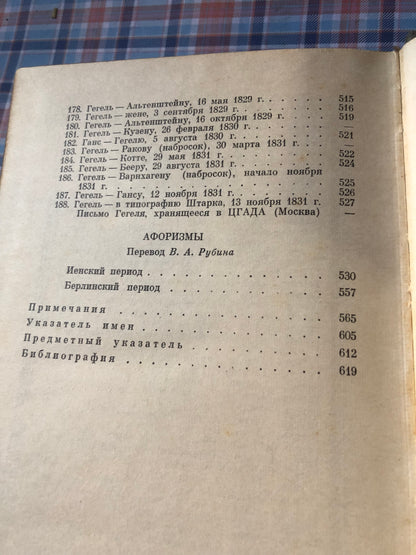 178. Гегель — Альтенштейну, 16 мая 1829 г. . . . . . . 515
179. Гегель — жене, 3 сентября 1829 г. . . . . . . . . 516
180. Гегель — Альтенштейну, 16 октября 1829 г. . . . . 519
181. Гегель — Кузену, 26 февраля 1830 г. . . . . . . . —
182. Ганс — Гегелю, 5 августа 1830 г. . . . . . . . . 521
183. Гегель — Ракову (набросок), 30 марта 1831 г. . . . —
184. Гегель — Котте, 29 мая 1831 г. . . . . . . . . . 522
185. Гегель — Бееру, 29 августа 1831 г. . . . . . . . 524
186. Гегель — Варнхагену (набросок), начало ноября
1831 г. . . . . . . . . . . . . . . . . 525
187. Гегель — Гансу, 12 ноября 1831 г. . . . . . . . . 526
188. Гегель — в типографию Штарка, 13 ноября 1831 г. . 527
Письмо Гегеля, хранящееся в ЦГАДА (Москва) —
АФОРИЗМЫ
Перевод В. А. Рубина
Иенский период . . . . . . . . . . . . . 530
Берлинский период . . . . . . . . . . . . 557
Примечания . . . . . . . . . . . . . . . 565
Указатель имен . . . . . . . . . . . . . 598
Предметный указатель . . . . . . . . . . 605
Библиография . . . . . . . . . . . . . . 612
619